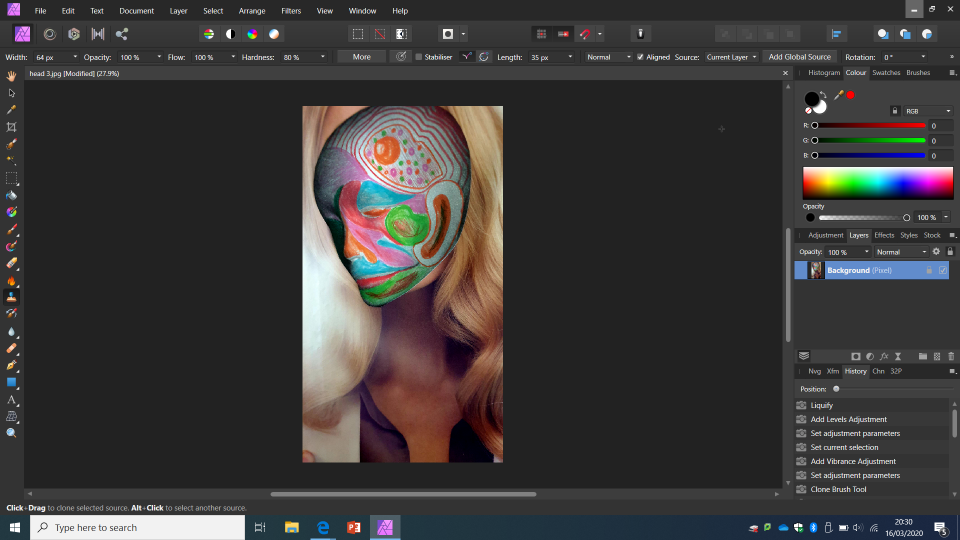 File Edit Text Document Layer Select Arrange Filters View Window Help
Width: 64 px Opacity: 100 % Flow: 100 % Hardness: 80 % More Stabiliser Length: 35 px Normal Aligned Source: Current Layer Add Global Source Rotation: 0 °
head 3.jpg [Modified] (27.9%)
Histogram Colour Swatches Brushes
RGB
R: 0
G: 0
B: 0
Opacity
100 %
Adjustment Layers Effects Styles Stock
Opacity: 100 % Normal
Background (Pixel)
Nvg Xfm History Chn 32P
Position:
Liquify
Add Levels Adjustment
Set adjustment parameters
Set current selection
Add Vibrance Adjustment
Set adjustment parameters
Clone Brush Tool
Click+Drag to clone selected source. Alt+Click to select another source.
Type here to search
20:30
16/03/2020
5